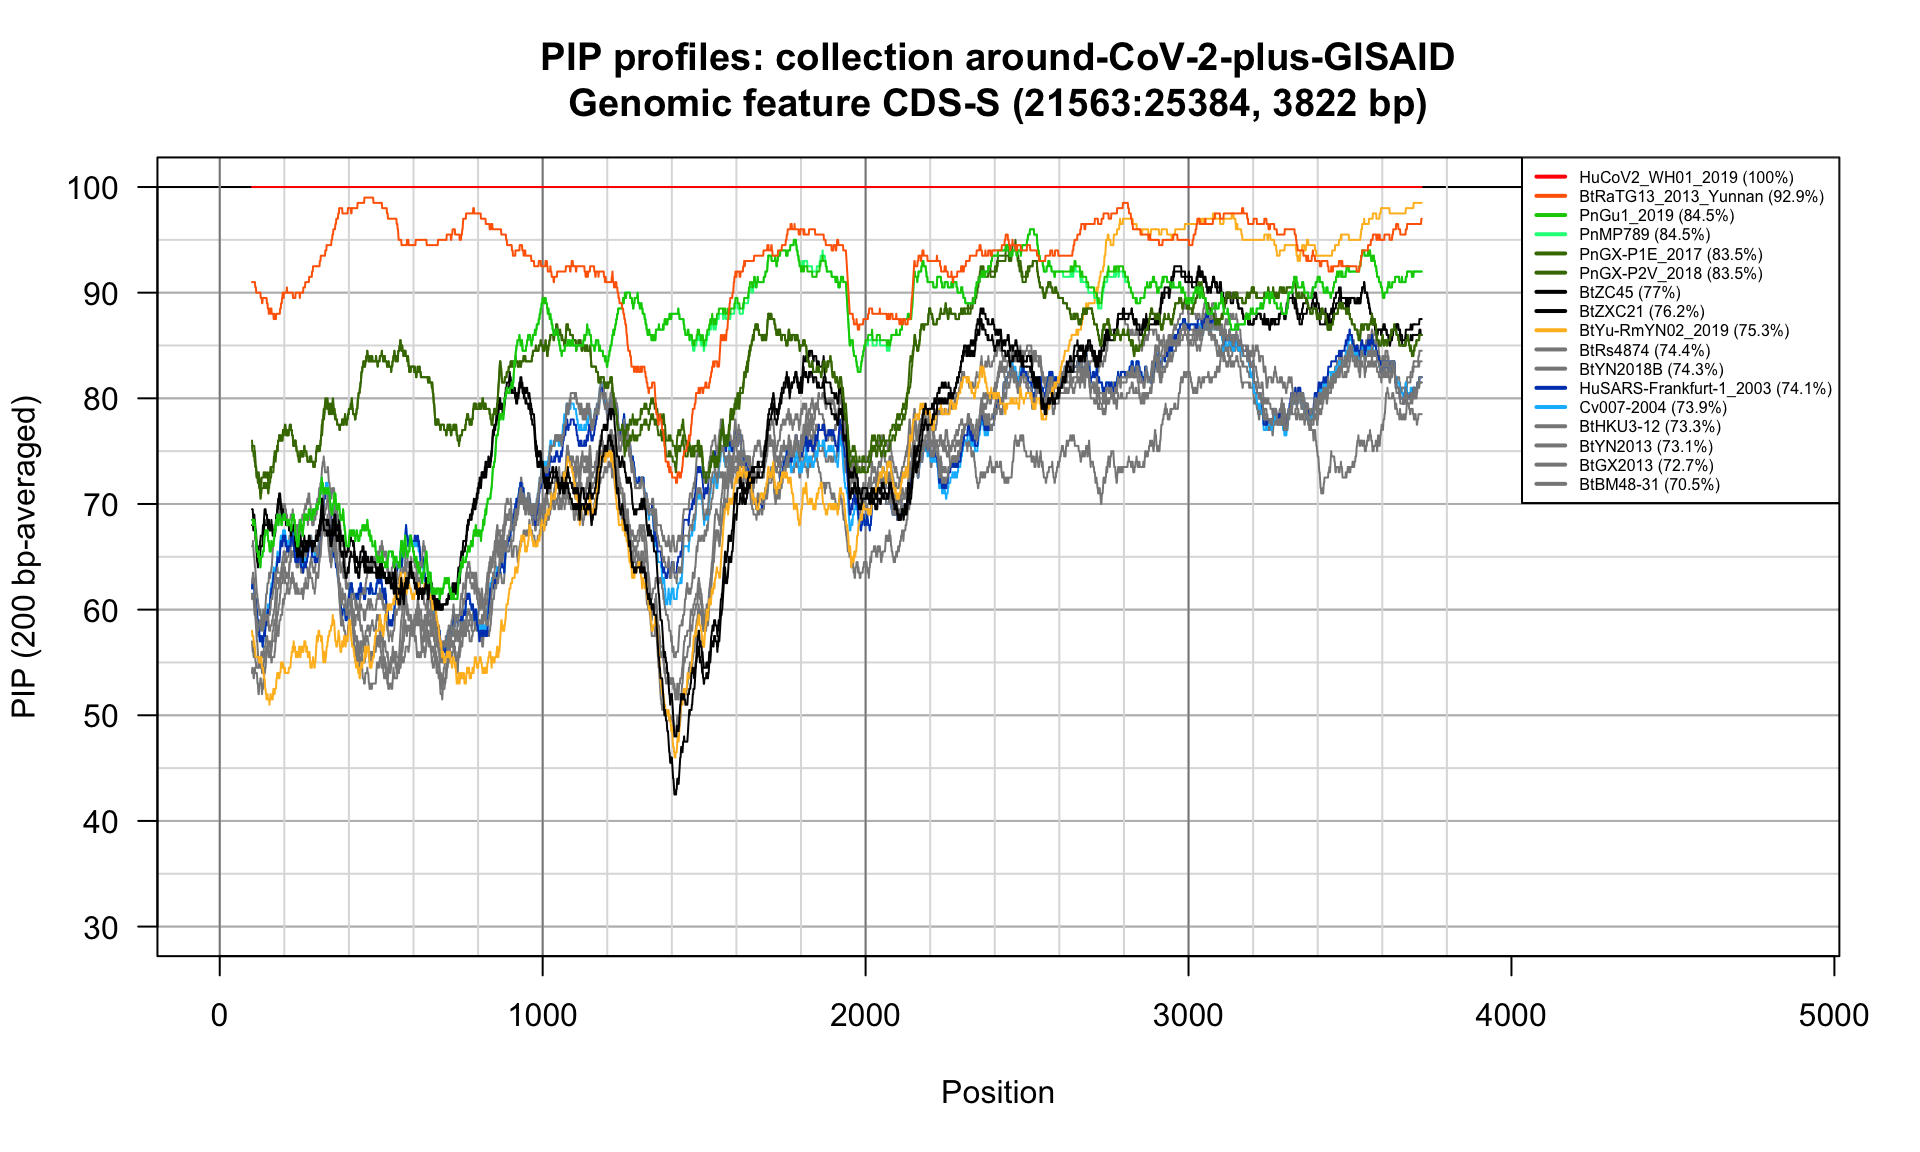 PIP profiles: collection around-CoV-2-plus-GISAID
Genomic feature CDS-S (21563:25384, 3822 bp)
PIP (200 bp-averaged)
100
90
80
70
60
50
40
30
HuCoV2_WH01_2019 (100%)
BtRaTG13_2013_Yunnan (92.9%)
PnGu1_2019 (84.5%)
PnMP789 (84.5%)
PnGX-P1E_2017 (83.5%)
PnGX-P2V_2018 (83.5%)
BtZC45 (77%)
BtZXC21 (76.2%)
BtYu-RmYN02_2019 (75.3%)
BtRs4874 (74.4%)
BtYN2018B (74.3%)
HuSARS-Frankfurt-1_2003 (74.1%)
Cv007-2004 (73.9%)
BtHKU3-12 (73.3%)
BtYN2013 (73.1%)
BtGX2013 (72.7%)
BtBM48-31 (70.5%)
0 1000 2000 3000 4000 5000
Position